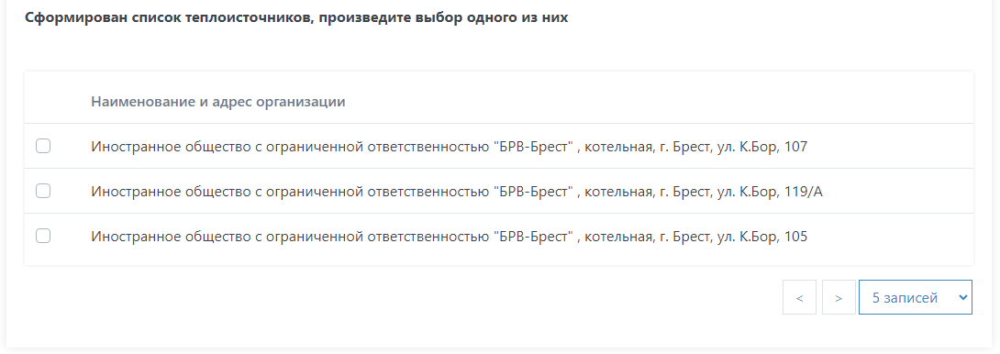 Сформирован список теплоисточников, произведите выбор одного из них
Наименование и адрес организации
Иностранное общество с ограниченной ответственностью "БРВ-Брест" , котельная, г. Брест, ул. К.Бор, 107
Иностранное общество с ограниченной ответственностью "БРВ-Брест" , котельная, г. Брест, ул. К.Бор, 119/А
Иностранное общество с ограниченной ответственностью "БРВ-Брест" , котельная, г. Брест, ул. К.Бор, 105
< > 5 записей